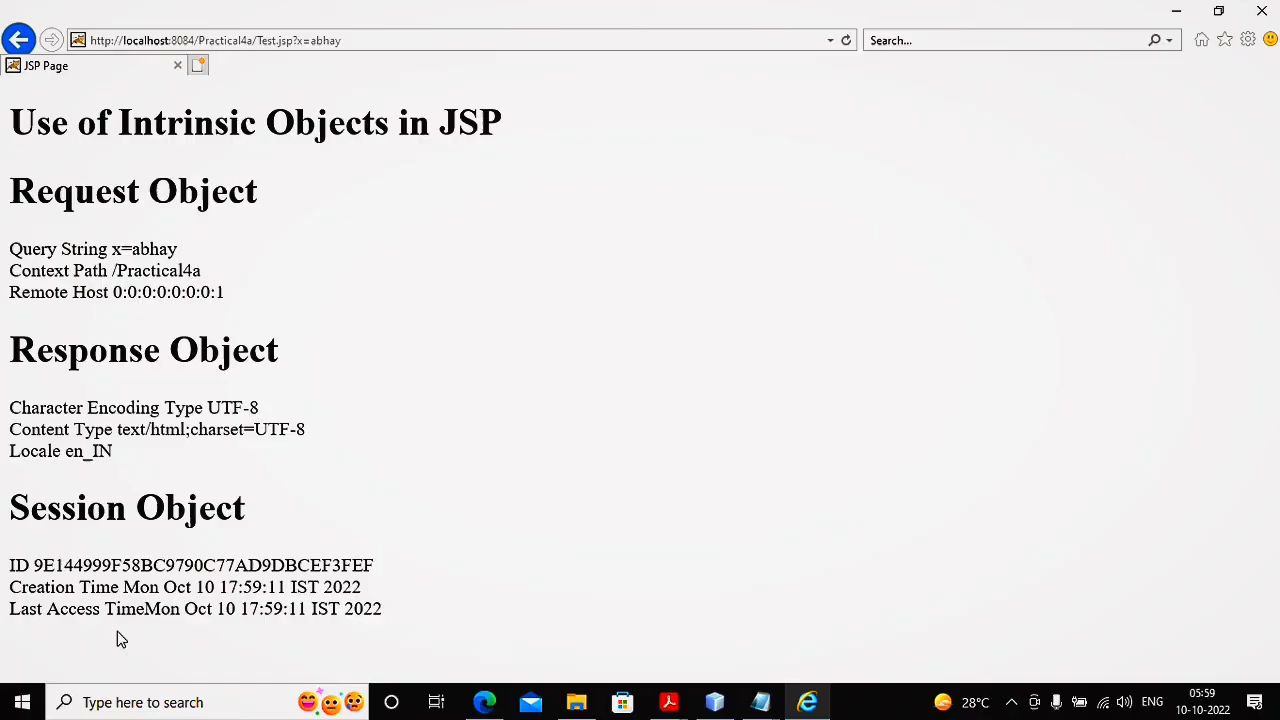 http://localhost:8084/Practical4a/Test.jsp?x=abhay
Search...
JSP Page
Use of Intrinsic Objects in JSP
Request Object
Query String x=abhay
Context Path /Practical4a
Remote Host 0:0:0:0:0:0:0:1
Response Object
Character Encoding Type UTF-8
Content Type text/html;charset=UTF-8
Locale en_IN
Session Object
ID 9E144999F58BC9790C77AD9DBCEF3FEF
Creation Time Mon Oct 10 17:59:11 IST 2022
Last Access TimeMon Oct 10 17:59:11 IST 2022
Type here to search
28°C
ENG
05:59
10-10-2022